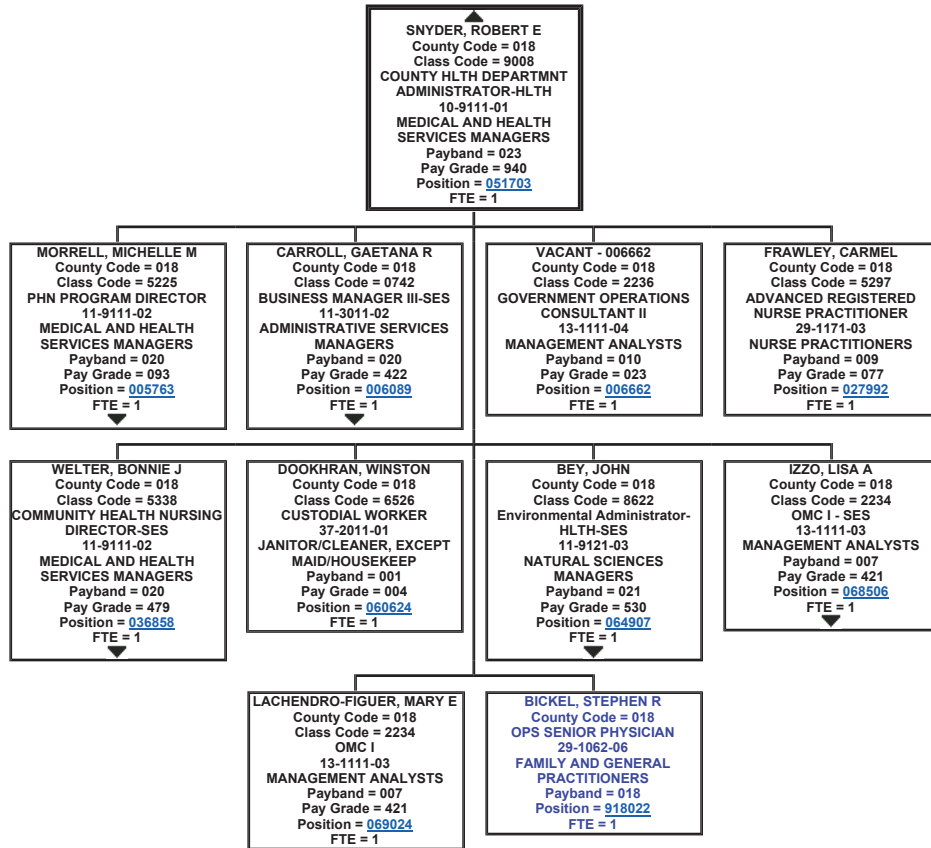 SNYDER, ROBERT E
County Code = 018
Class Code = 9008
COUNTY HLTH DEPARTMNT
ADMINISTRATOR-HLTH
10-9111-01
MEDICAL AND HEALTH
SERVICES MANAGERS
Payband = 023
Pay Grade = 940
Position = 051703
FTE = 1
MORRELL, MICHELLE M
County Code = 018
Class Code = 5225
PHN PROGRAM DIRECTOR
11-9111-02
MEDICAL AND HEALTH
SERVICES MANAGERS
Payband = 020
Pay Grade = 093
Position = 005763
FTE = 1
CARROLL, GAETANA R
County Code = 018
Class Code = 0742
BUSINESS MANAGER III-SES
11-3011-02
ADMINISTRATIVE SERVICES
MANAGERS
Payband = 020
Pay Grade = 422
Position = 006089
FTE = 1
VACANT - 006662
County Code = 018
Class Code = 2236
GOVERNMENT OPERATIONS
CONSULTANT II
13-1111-04
MANAGEMENT ANALYSTS
Payband = 010
Pay Grade = 023
Position = 006662
FTE = 1
FRAWLEY, CARMEL
County Code = 018
Class Code = 5297
ADVANCED REGISTERED
NURSE PRACTITIONER
29-1171-03
NURSE PRACTITIONERS
Payband = 009
Pay Grade = 077
Position = 027992
FTE = 1
WELTER, BONNIE J
County Code = 018
Class Code = 5338
COMMUNITY HEALTH NURSING
DIRECTOR-SES
11-9111-02
MEDICAL AND HEALTH
SERVICES MANAGERS
Payband = 020
Pay Grade = 479
Position = 036858
FTE = 1
DOOKHRAN, WINSTON
County Code = 018
Class Code = 6526
CUSTODIAL WORKER
37-2011-01
JANITOR/CLEANER, EXCEPT
MAID/HOUSEKEEP
Payband = 001
Pay Grade = 004
Position = 060624
FTE = 1
BEY, JOHN
County Code = 018
Class Code = 8622
Environmental Administrator-
HLTH-SES
11-9121-03
NATURAL SCIENCES
MANAGERS
Payband = 021
Pay Grade = 530
Position = 064907
FTE = 1
IZZO, LISA A
County Code = 018
Class Code = 2234
OMC I - SES
13-1111-03
MANAGEMENT ANALYSTS
Payband = 007
Pay Grade = 421
Position = 068506
FTE = 1
LACHENDRO-FIGUER, MARY E
County Code = 018
Class Code = 2234
OMC I
13-1111-03
MANAGEMENT ANALYSTS
Payband = 007
Pay Grade = 421
Position = 069024
FTE = 1
BICKEL, STEPHEN R
County Code = 018
OPS SENIOR PHYSICIAN
29-1062-06
FAMILY AND GENERAL
PRACTITIONERS
Payband = 018
Position = 918022
FTE = 1